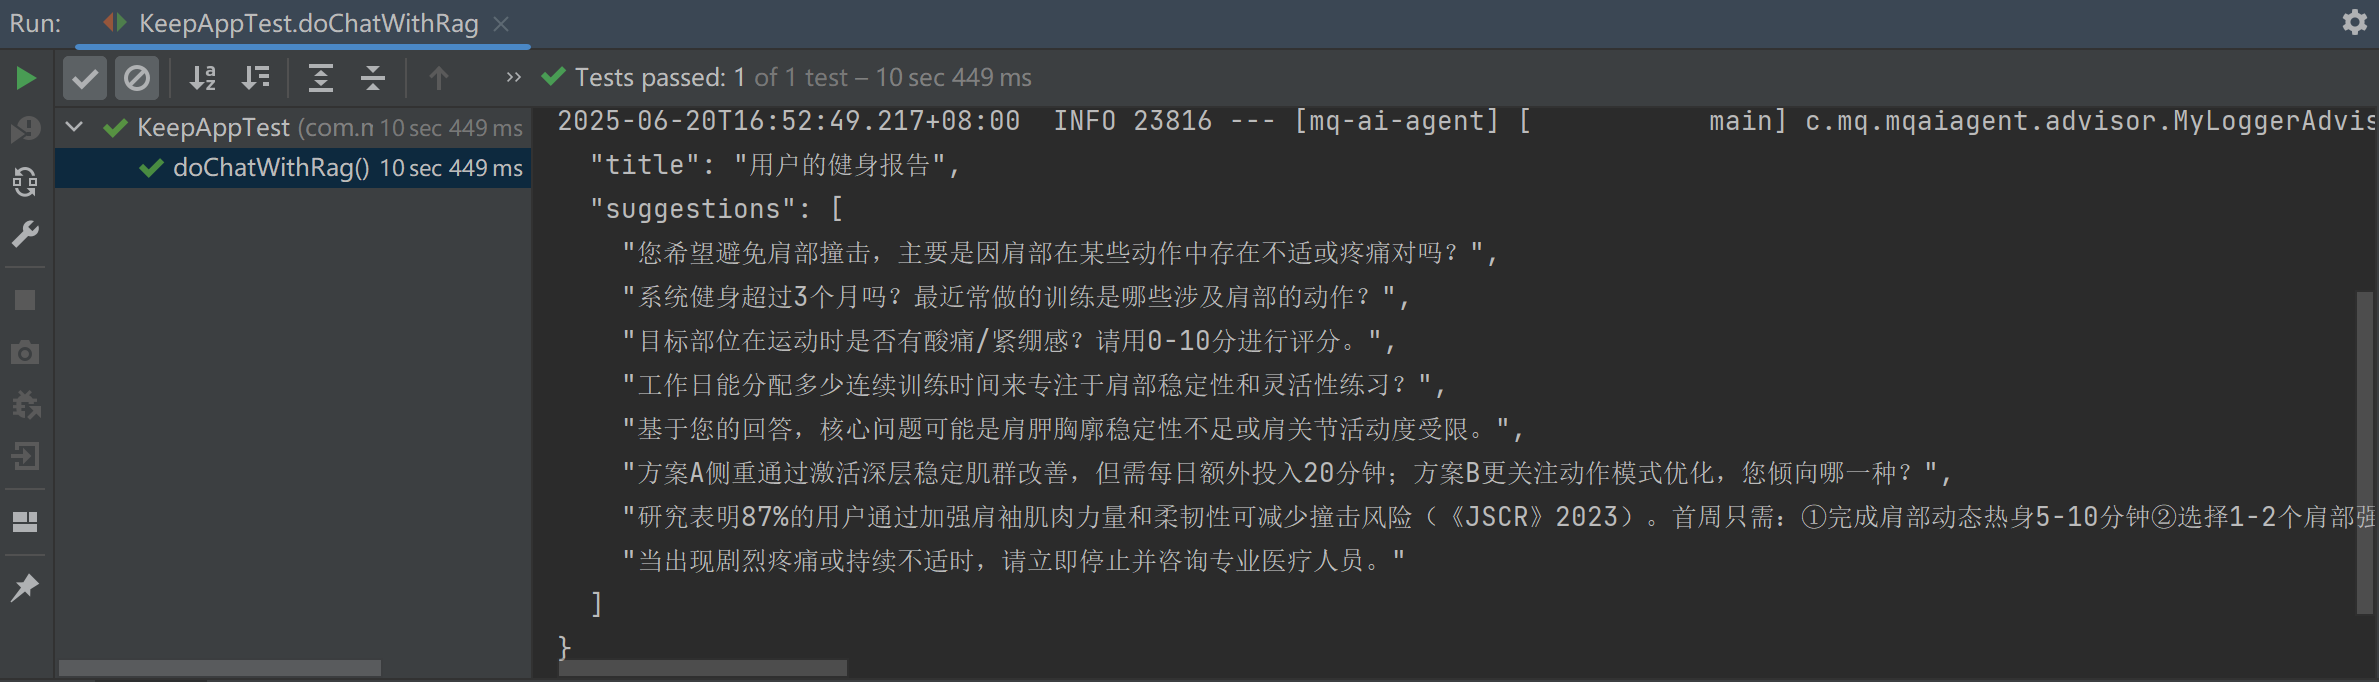 Run: KeepAppTest.doChatWithRag
Tests passed: 1 of 1 test – 10 sec 449 ms
KeepAppTest (com.n 10 sec 449 ms
doChatWithRag() 10 sec 449 ms
2025-06-20T16:52:49.217+08:00  INFO 23816 --- [mq-ai-agent] [           main] c.mq.mqaiagent.advisor.MyLoggerAdvis
  "title": "用户的健身报告",
  "suggestions": [
    "您希望避免肩部撞击，主要是因肩部在某些动作中存在不适或疼痛对吗？",
    "系统健身超过3个月吗？最近常做的训练是哪些涉及肩部的动作？",
    "目标部位在运动时是否有酸痛/紧绷感？请用0-10分进行评分。",
    "工作日能分配多少连续训练时间来专注于肩部稳定性和灵活性练习？",
    "基于您的回答，核心问题可能是肩胛胸廓稳定性不足或肩关节活动度受限。",
    "方案A侧重通过激活深层稳定肌群改善，但需每日额外投入20分钟；方案B更关注动作模式优化，您倾向哪一种？",
    "研究表明87%的用户通过加强肩袖肌肉力量和柔韧性可减少撞击风险（《JSCR》2023）。首周只需：①完成肩部动态热身5-10分钟②选择1-2个肩部强
    "当出现剧烈疼痛或持续不适时，请立即停止并咨询专业医疗人员。"
  ]
}